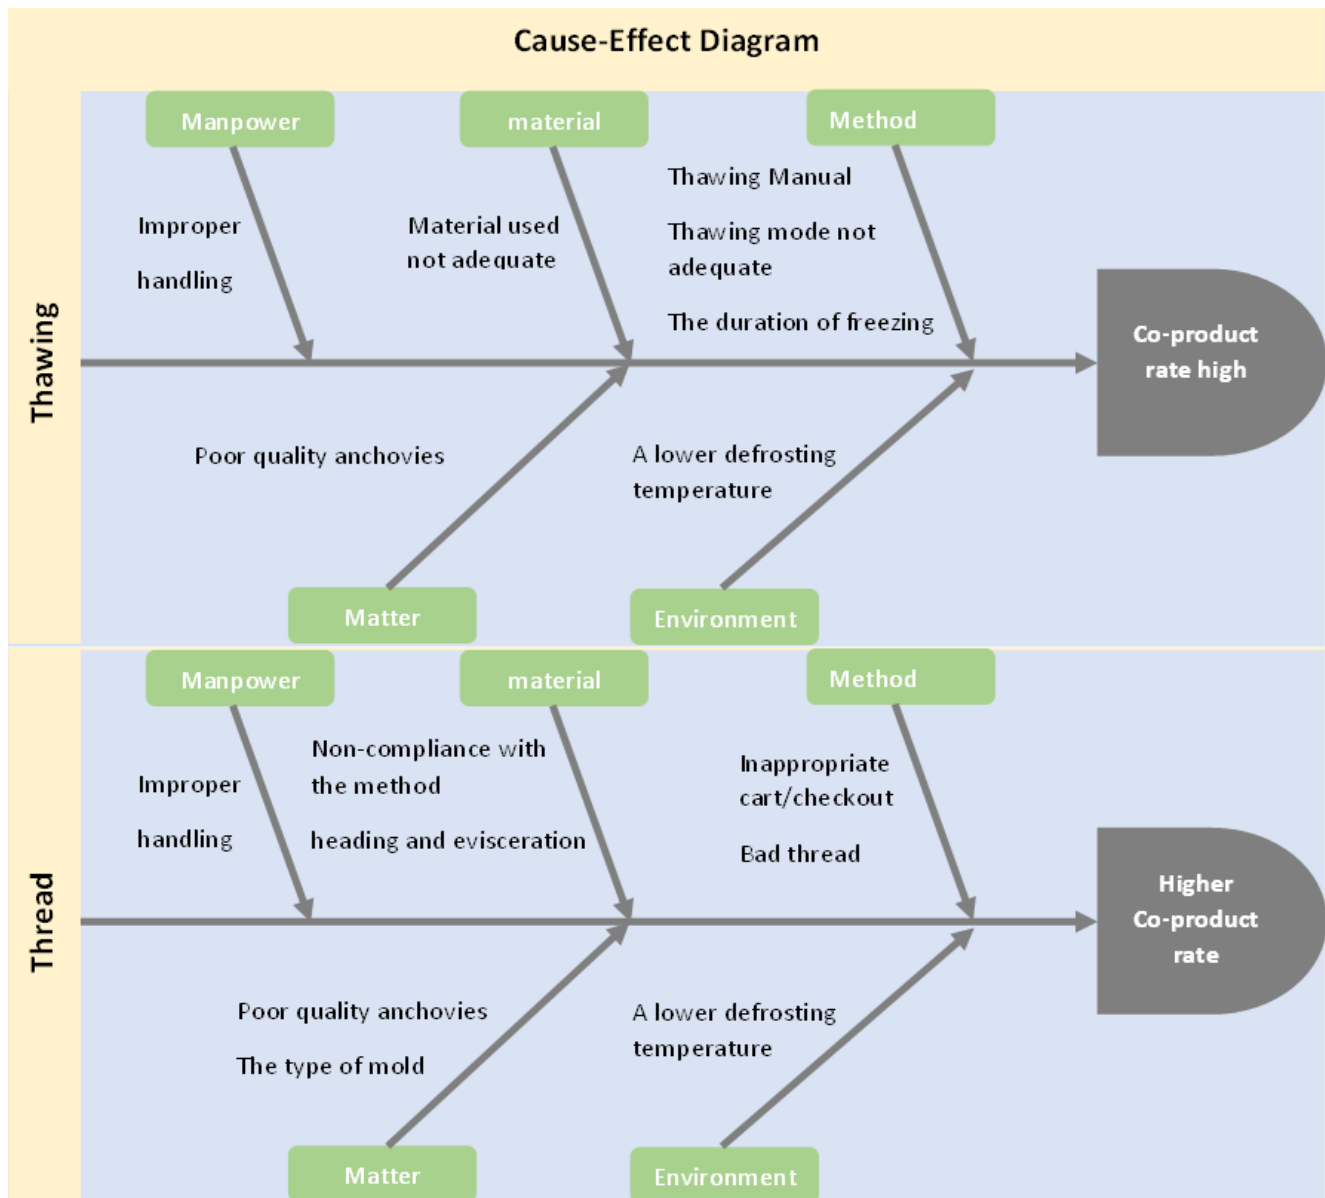 Cause-Effect Diagram
Thawing
Manpower
material
Method
Improper
handling
Material used
not adequate
Thawing Manual
Thawing mode not
adequate
The duration of freezing
Co-product
rate high
Poor quality anchovies
A lower defrosting
temperature
Matter
Environment
Thread
Manpower
material
Method
Improper
handling
Non-compliance with
the method
heading and evisceration
Inappropriate
cart/checkout
Bad thread
Higher
Co-product
rate
Poor quality anchovies
The type of mold
A lower defrosting
temperature
Matter
Environment